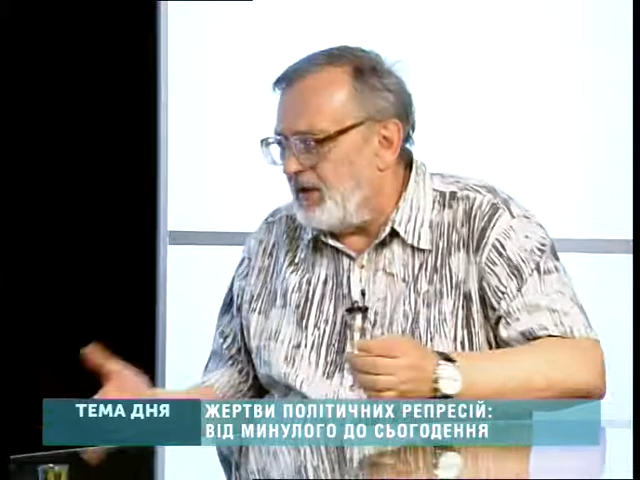 ТЕМА ДНЯ
ЖЕРТВИ ПОЛІТИЧНИХ РЕПРЕСІЙ:
ВІД МИНУЛОГО ДО СЬОГОДЕННЯ